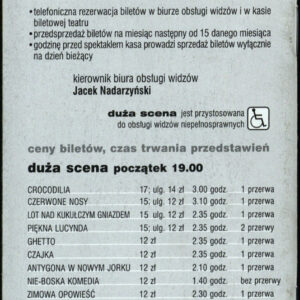 • telefoniczna rezerwacja biletów w biurze obsługi widzów i w kasie
biletowej teatru
• przedsprzedaż biletów na miesiąc następny od 15 danego miesiąca
• godzinę przed spektaklem kasa prowadzi sprzedaż biletów wyłącznie
na dzień bieżący
kierownik biura obsługi widzów
Jacek Nadarzyński
duża scena jest przystosowana
do obsługi widzów niepełnosprawnych
ceny biletów, czas trwania przedstawień
duża scena początek 19.00
CROCODILIA 17; ulg. 14 zł 3.00 godz. 1 przerwa
CZERWONE NOSY 15; ulg. 12 zł 3.10 godz. 1 przerwa
LOT NAD KUKUŁCZYM GNIAZDEM 15 ulg. 12 zł 2.35 godz. 1 przerwa
PIĘKNA LUCYNDA 15; ulg. 12 zł 2.35 godz. 2 przerwy
GHETTO 12 zł 2.35 godz. 1 przerwa
CZAJKA 12 zł 2.35 godz. 1 przerwa
ANTYGONA W NOWYM JORKU 12 zł 2.10 godz. 1 przerwa
NIE-BOSKA KOMEDIA 12 zł 1.40 godz. bez przerwy
ZIMOWA OPOWIEŚĆ 12 zł 2.30 godz. 1 przerwa